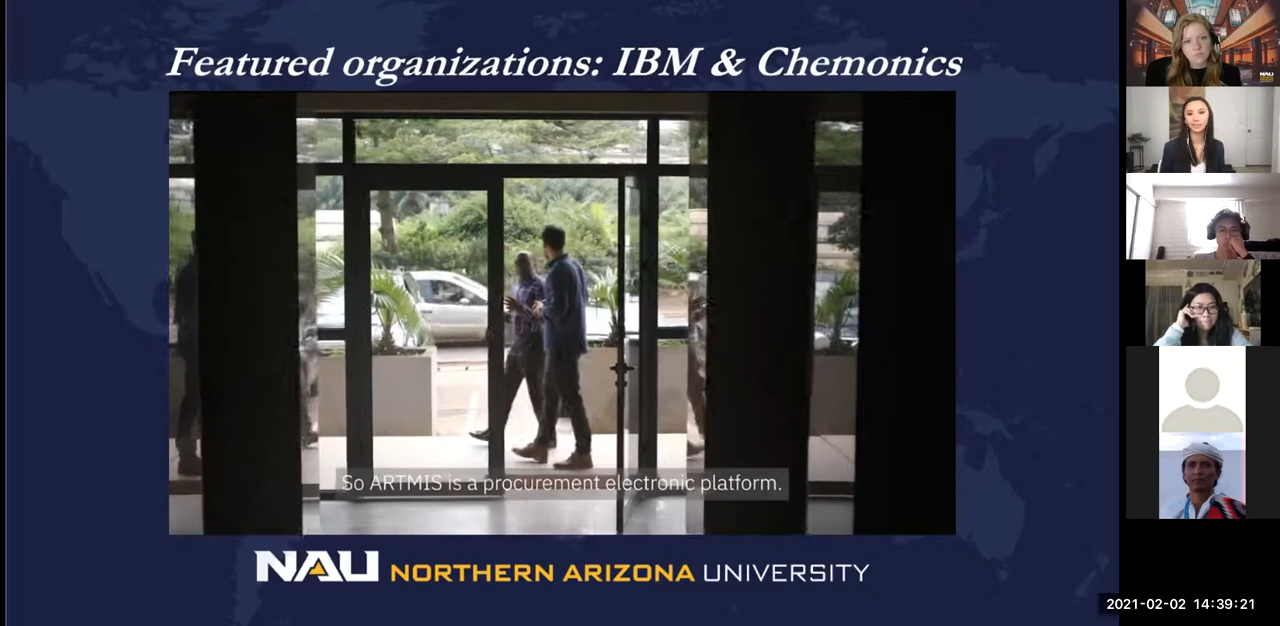 Featured organizations: IBM & Chemonics
So ARTMIS is a procurement electronic platform.
NAU NORTHERN ARIZONA UNIVERSITY
NAU
2021-02-02 14:39:21